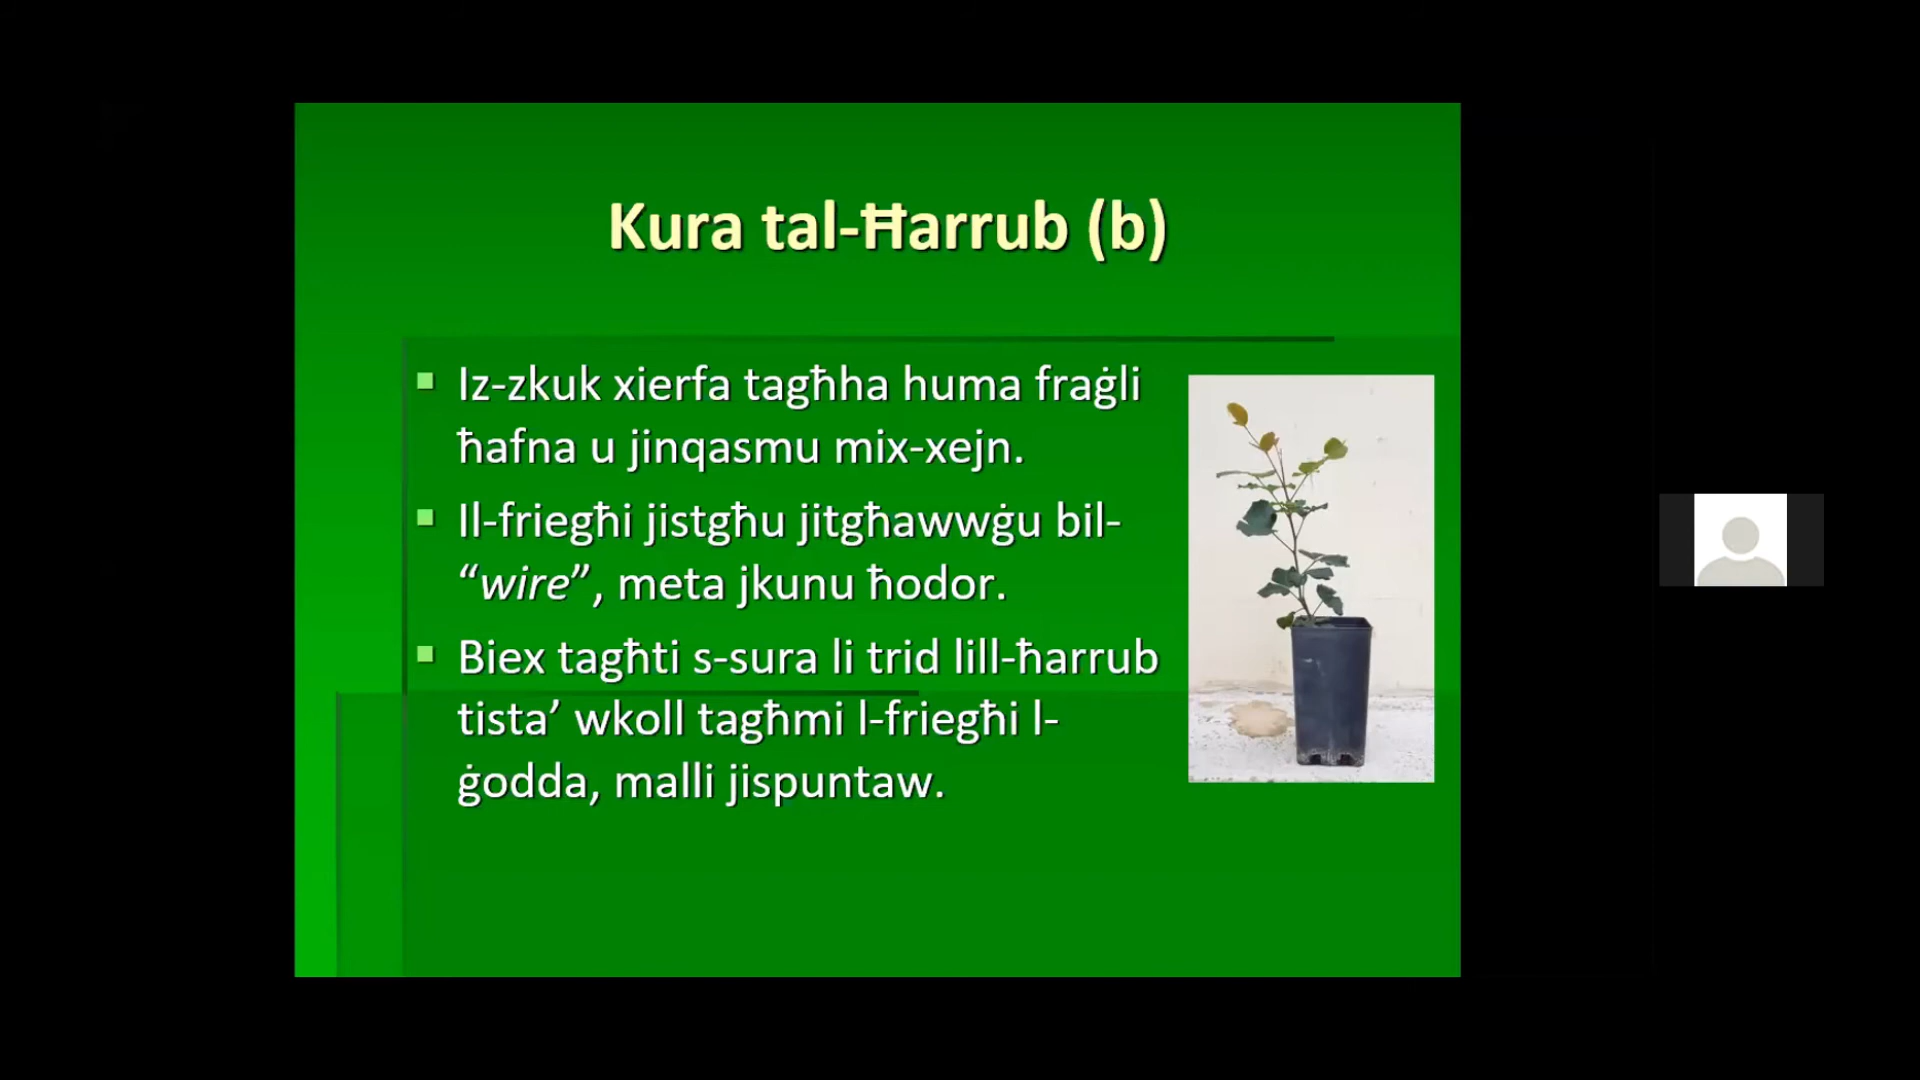 Kura tal-Ħarrub (b)
Iz-zkuk xierfa tagħha huma fraġli
ħafna u jinqasmu mix-xejn.
Il-friegħi jistgħu jitgħawwġu bil-
“wire”, meta jkunu ħodor.
Biex tagħti s-sura li trid lill-ħarrub
tista’ wkoll tagħmi l-friegħi l-
ġodda, malli jispuntaw.